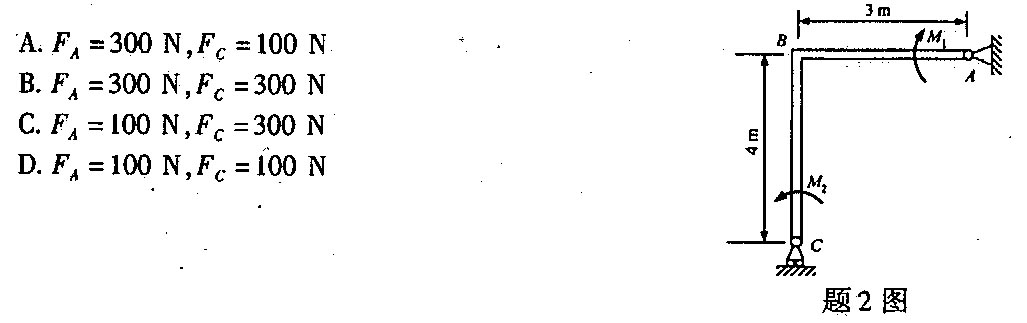 A. F_A = 300 N, F_C = 100 N
B. F_A = 300 N, F_C = 300 N
C. F_A = 100 N, F_C = 300 N
D. F_A = 100 N, F_C = 100 N
3 m
B
M₁
A
4 m
M₂
C
题 2 图